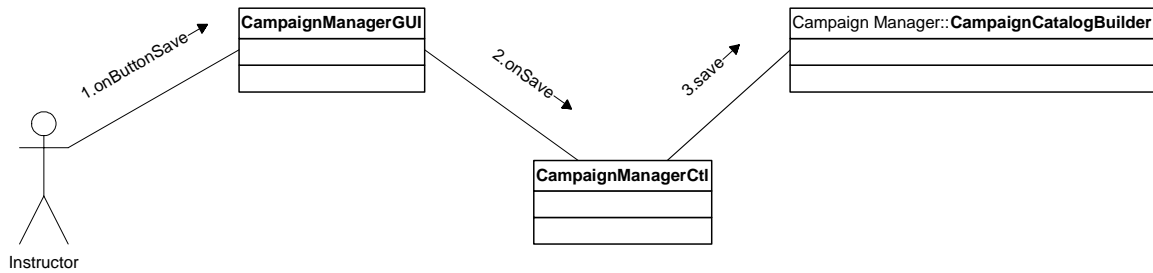 CampaignManagerGUI
Campaign Manager::CampaignCatalogBuilder
1.onButtonSave
2.onSave
3.save
CampaignManagerCtl
Instructor